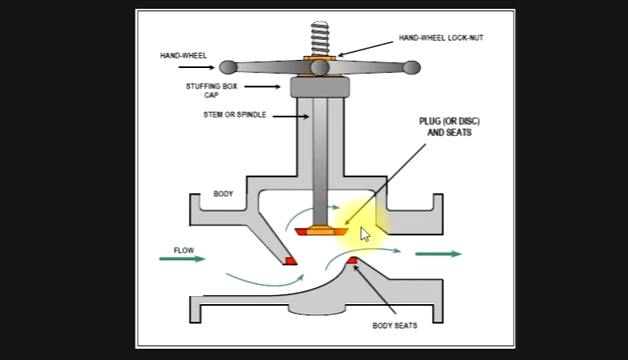 HAND-WHEEL LOCK-NUT
HAND-WHEEL
STUFFING BOX
CAP
STEM OR SPINDLE
PLUG (OR DISC)
AND SEATS
BODY
FLOW
BODY SEATS